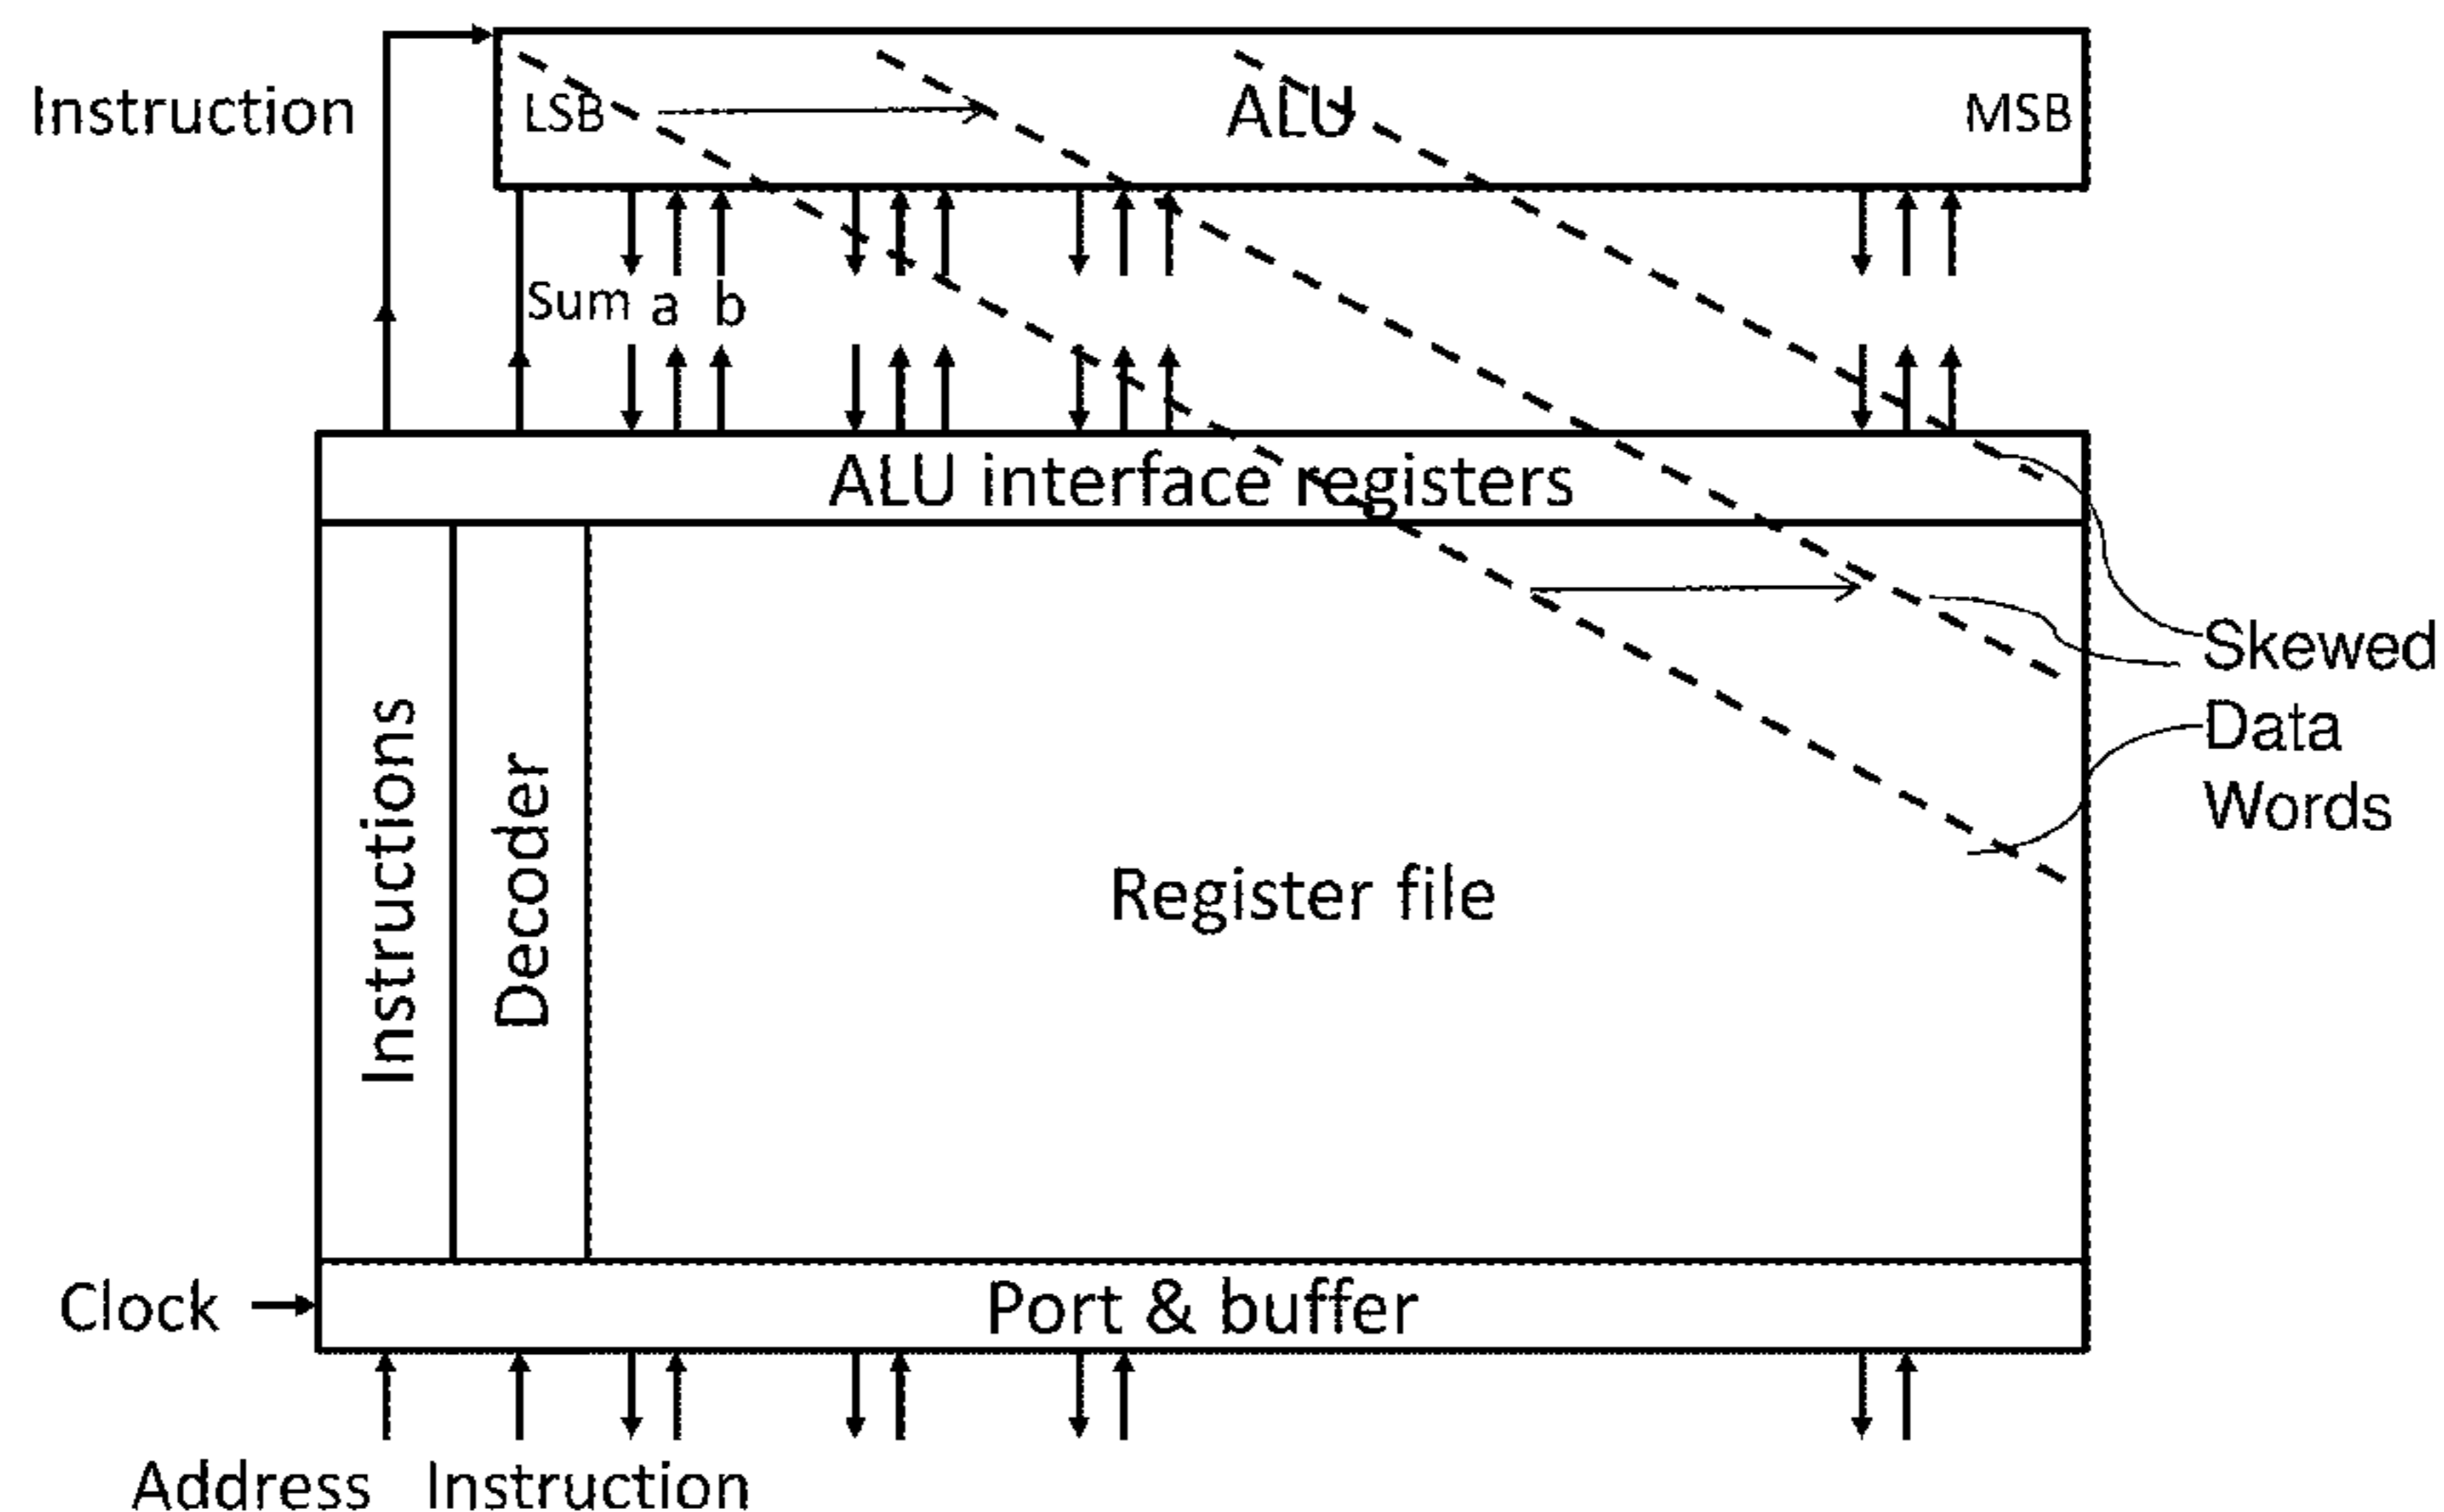 Instruction
LSB
ALU
MSB
Sum a b
ALU interface registers
Instructions
Decoder
Register file
Skewed
Data
Words
Clock
Port & buffer
Address Instruction